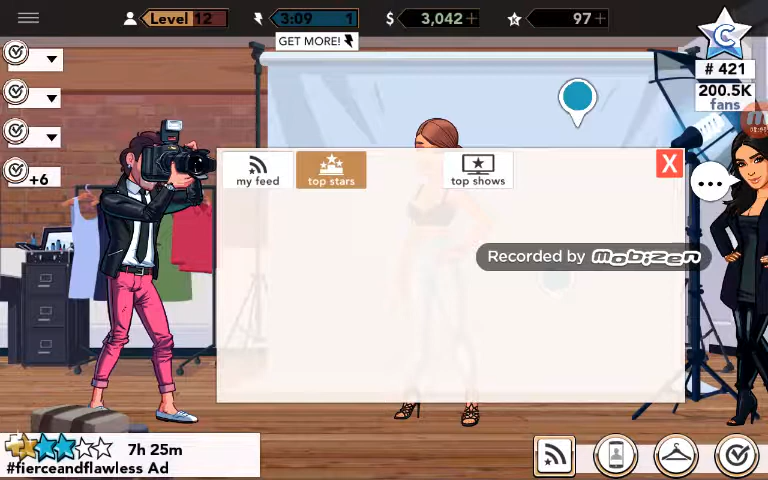 Level 12
3:09 1
$ 3,042 +
97 +
GET MORE!
C
# 421
200.5K
fans
+6
my feed
top stars
top shows
X
Recorded by mobizen
7h 25m
#fierceandflawless Ad